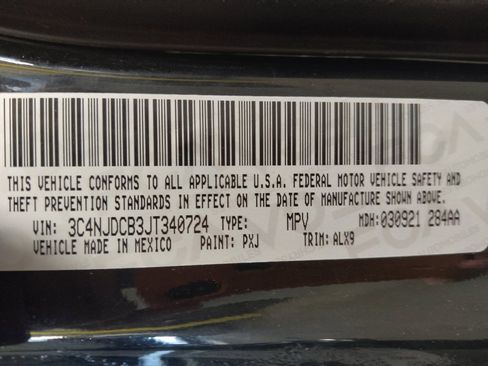 THIS VEHICLE CONFORMS TO ALL APPLICABLE U.S.A. FEDERAL MOTOR VEHICLE SAFETY AND
THEFT PREVENTION STANDARDS IN EFFECT ON THE DATE OF MANUFACTURE SHOWN ABOVE.
VIN: 3C4NJDCB3JT340724 TYPE: MPV MDH: 030921 284AA
VEHICLE MADE IN MEXICO PAINT: PXJ TRIM: ALX9